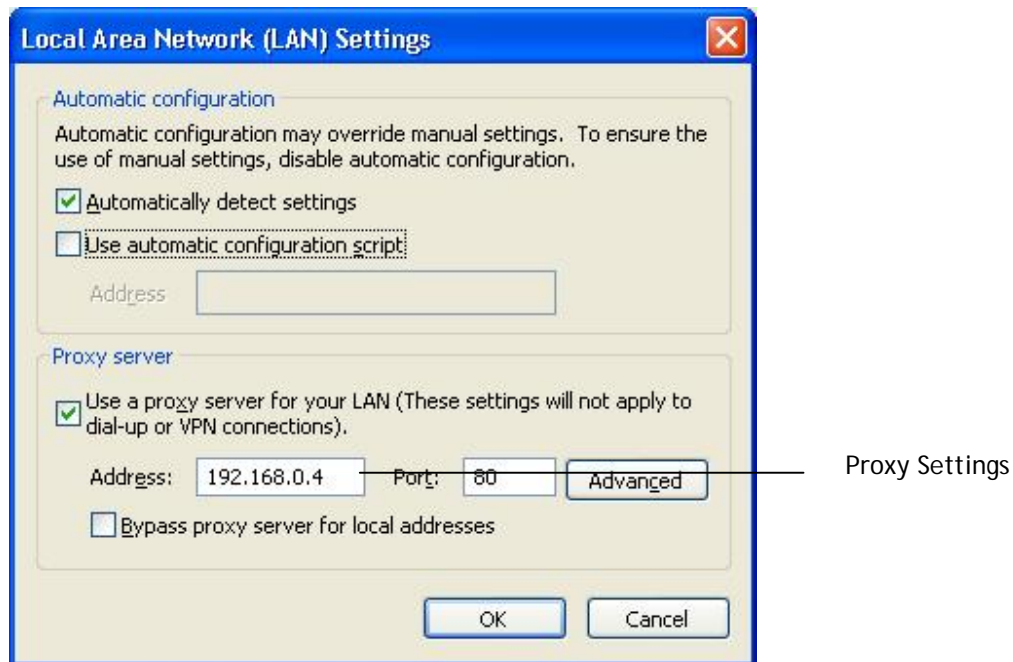 Local Area Network (LAN) Settings
Automatic configuration
Automatic configuration may override manual settings. To ensure the
use of manual settings, disable automatic configuration.
Automatically detect settings
Use automatic configuration script
Address
Proxy server
Use a proxy server for your LAN (These settings will not apply to
dial-up or VPN connections).
Address: 192.168.0.4 Port: 80 Advanced
Proxy Settings
Bypass proxy server for local addresses
OK Cancel